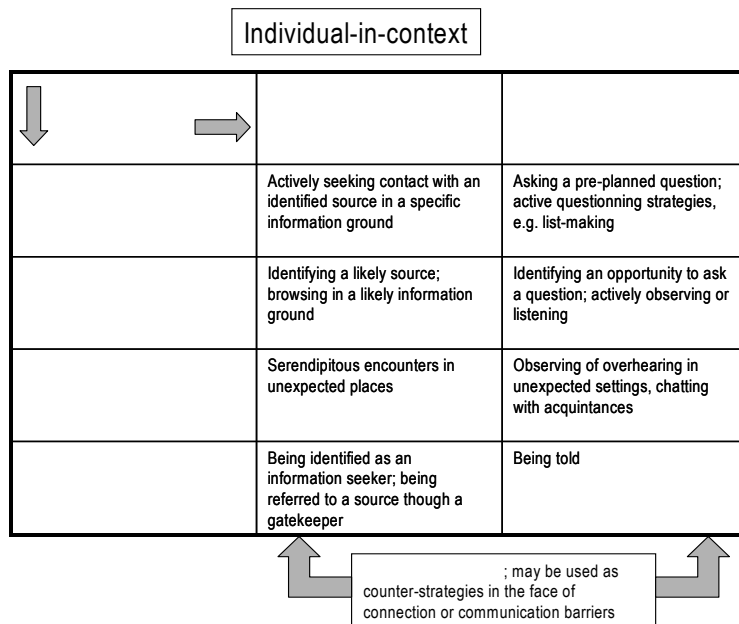 Individual-in-context
Actively seeking contact with an
identified source in a specific
information ground
Asking a pre-planned question;
active questionning strategies,
e.g. list-making
Identifying a likely source;
browsing in a likely information
ground
Identifying an opportunity to ask
a question; actively observing or
listening
Serendipitous encounters in
unexpected places
Observing of overhearing in
unexpected settings, chatting
with acquintances
Being identified as an
information seeker; being
referred to a source though a
gatekeeper
Being told
; may be used as
counter-strategies in the face of
connection or communication barriers